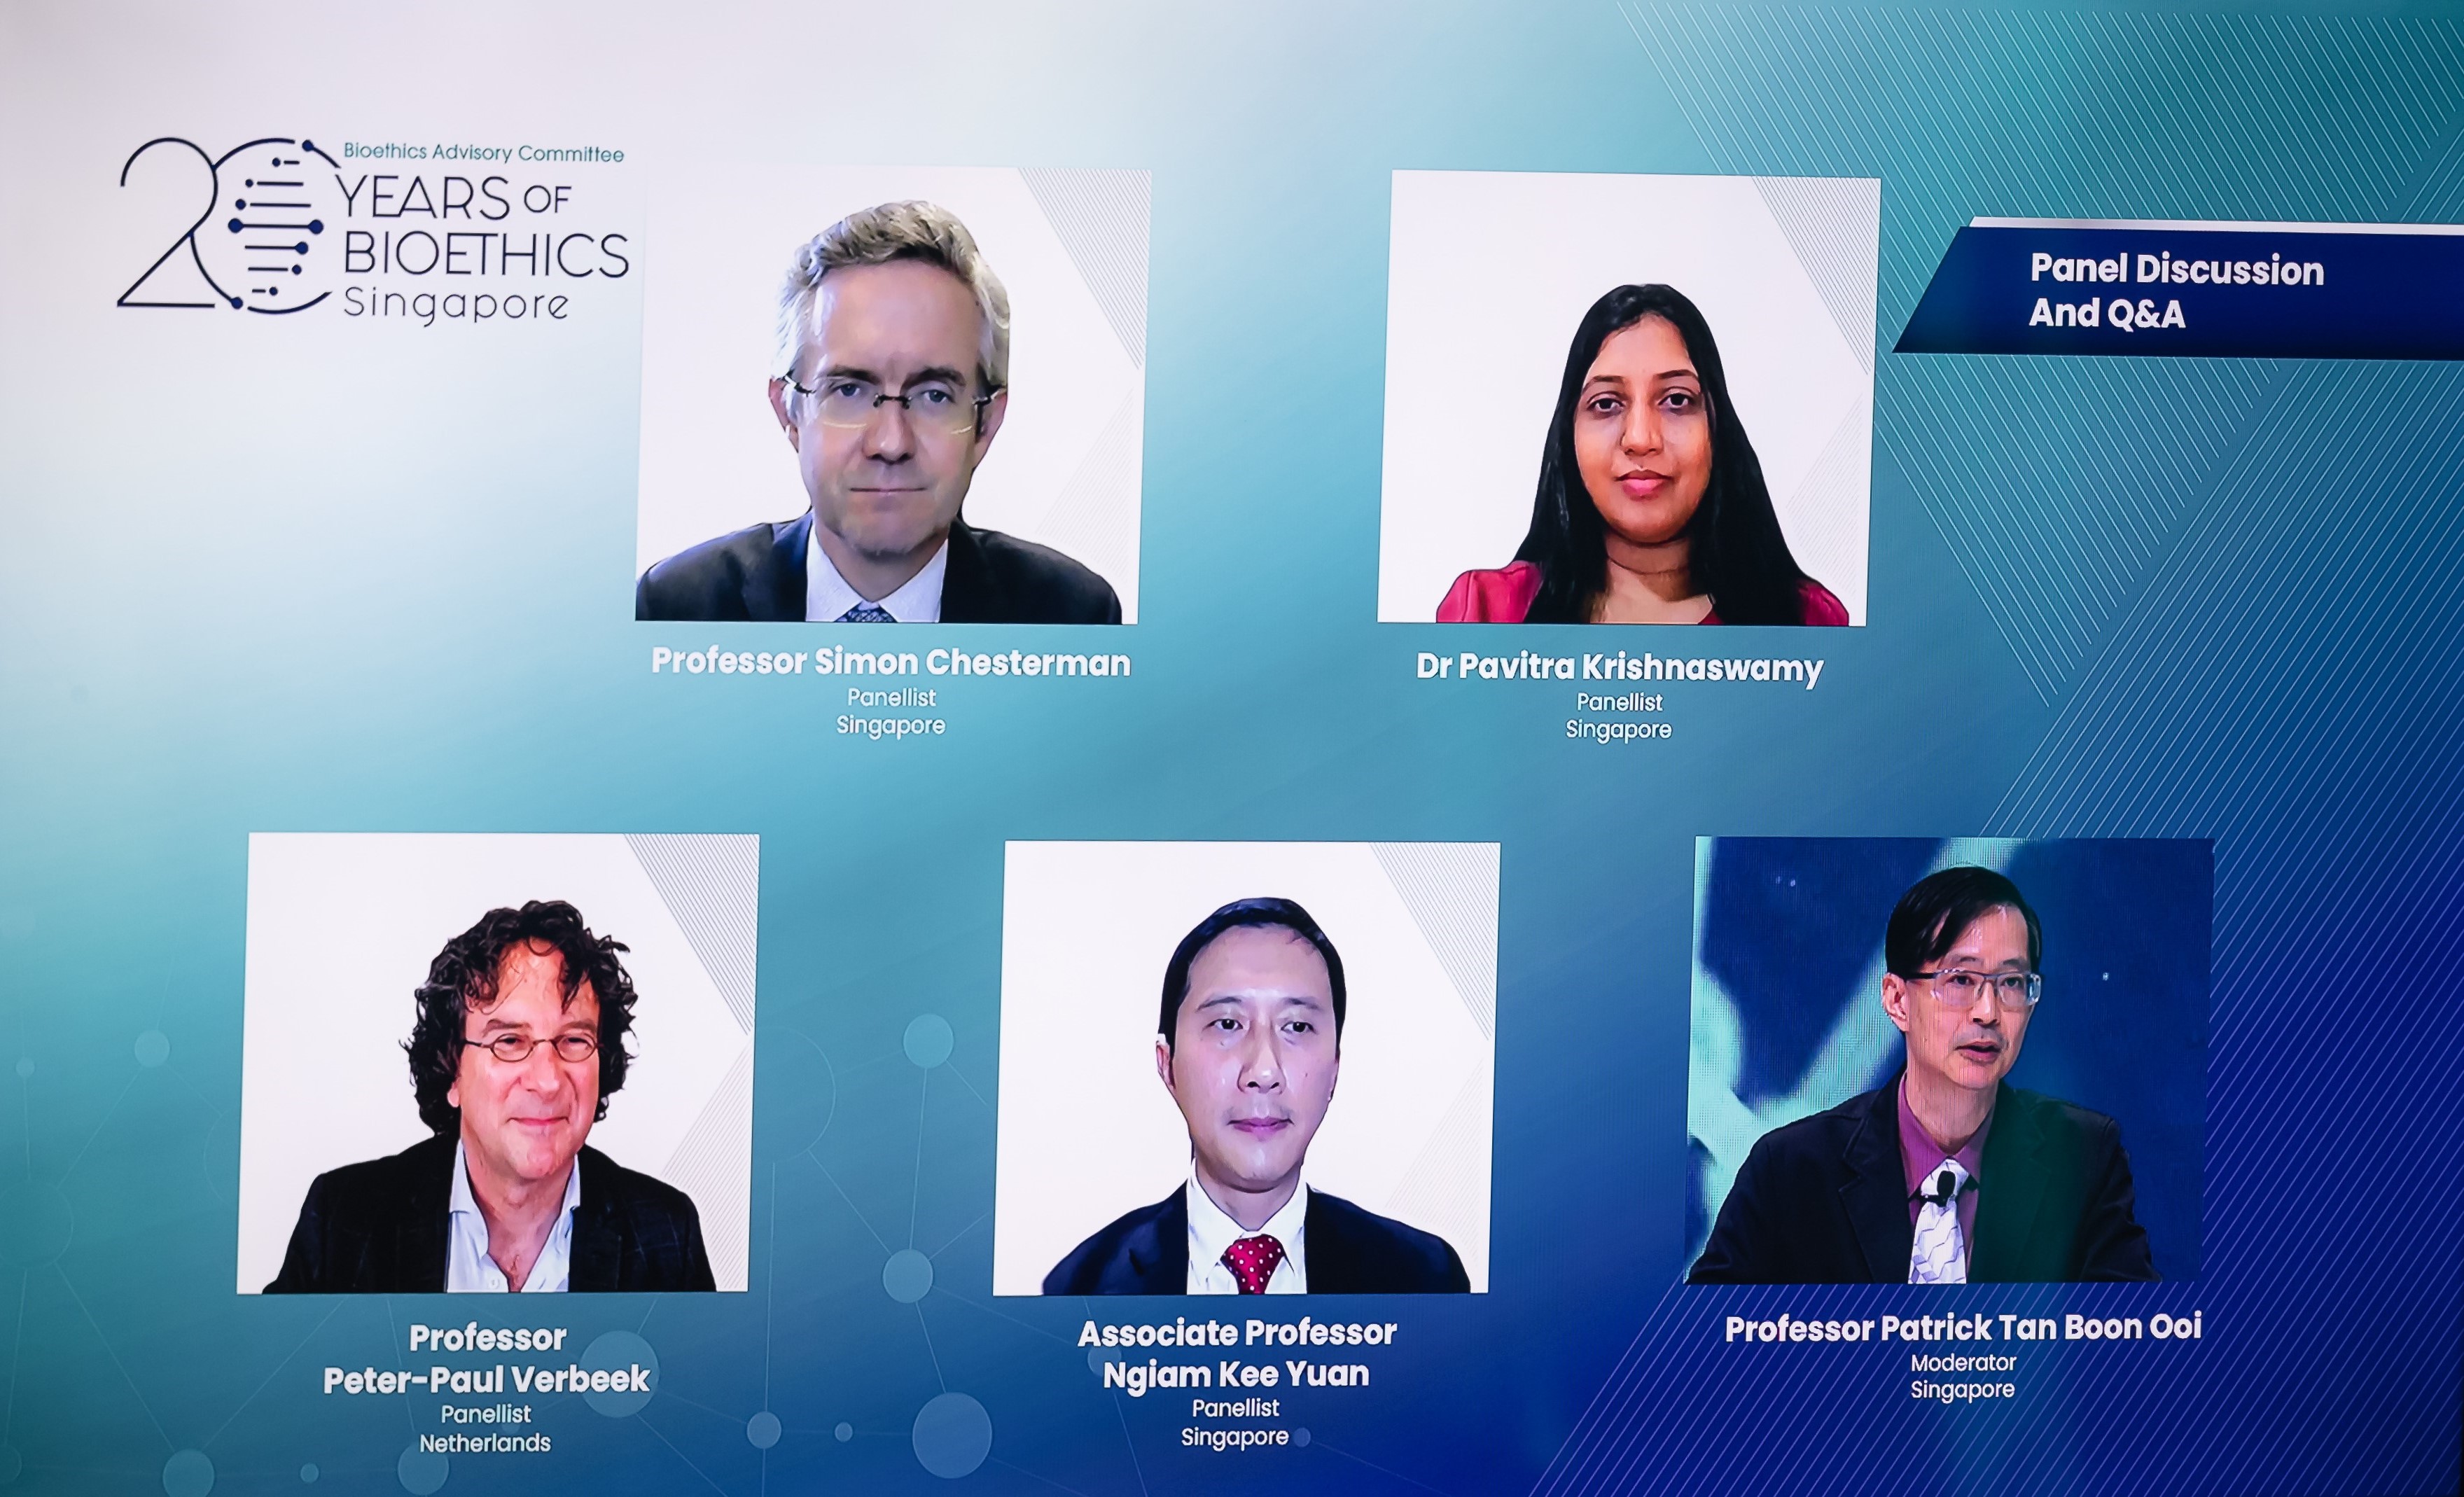 20
Bioethics Advisory Committee
YEARS OF
BIOETHICS
Singapore
Panel Discussion
And Q&A
Professor Simon Chesterman
Panellist
Singapore
Dr Pavitra Krishnaswamy
Panellist
Singapore
Professor
Peter-Paul Verbeek
Panellist
Netherlands
Associate Professor
Ngiam Kee Yuan
Panellist
Singapore
Professor Patrick Tan Boon Ooi
Moderator
Singapore